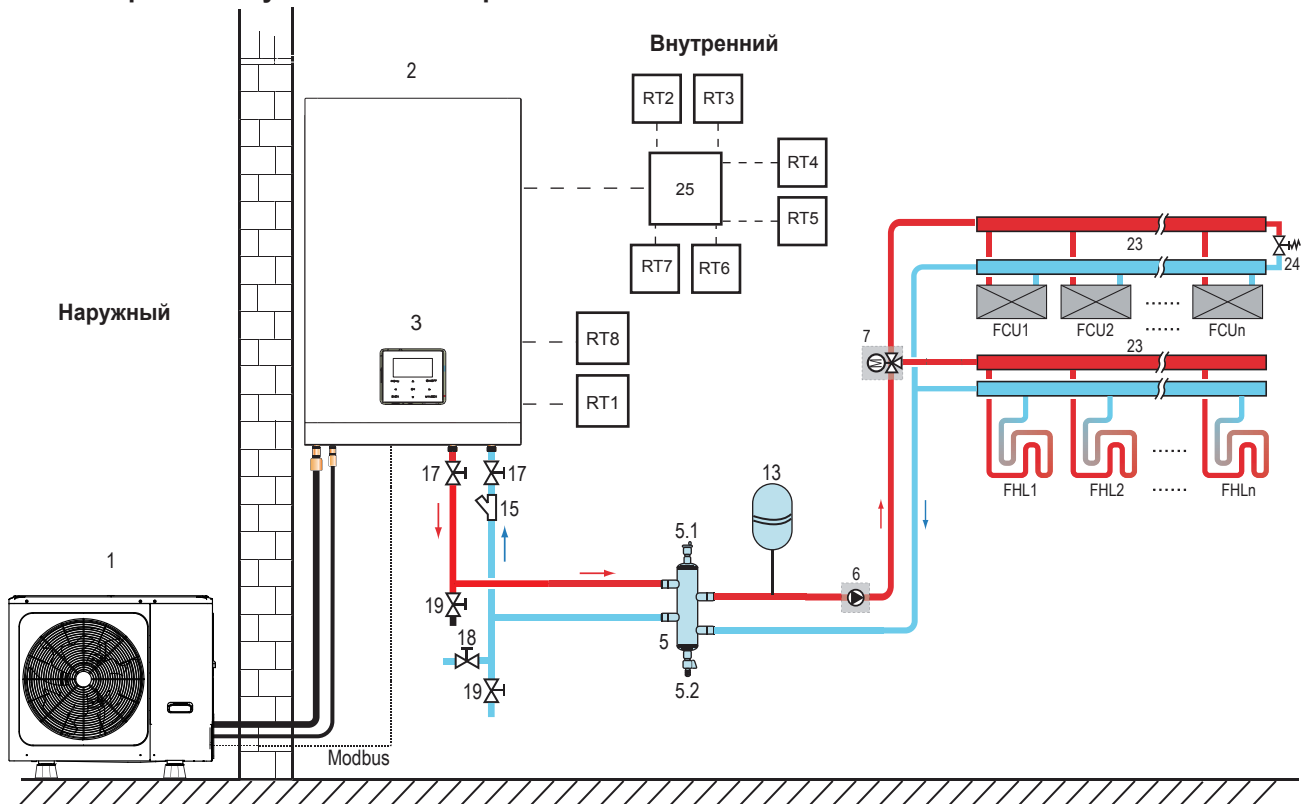 Внутренний
2
RT2
RT3
RT4
25
RT5
RT7
RT6
23
24
Наружный
FCU1
FCU2
......
......
FCUn
3
RT8
7
M
23
RT1
17
17
13
15
FHL1
FHL2
......
......
FHLn
5.1
1
6
19
18
5
19
5.2
Modbus